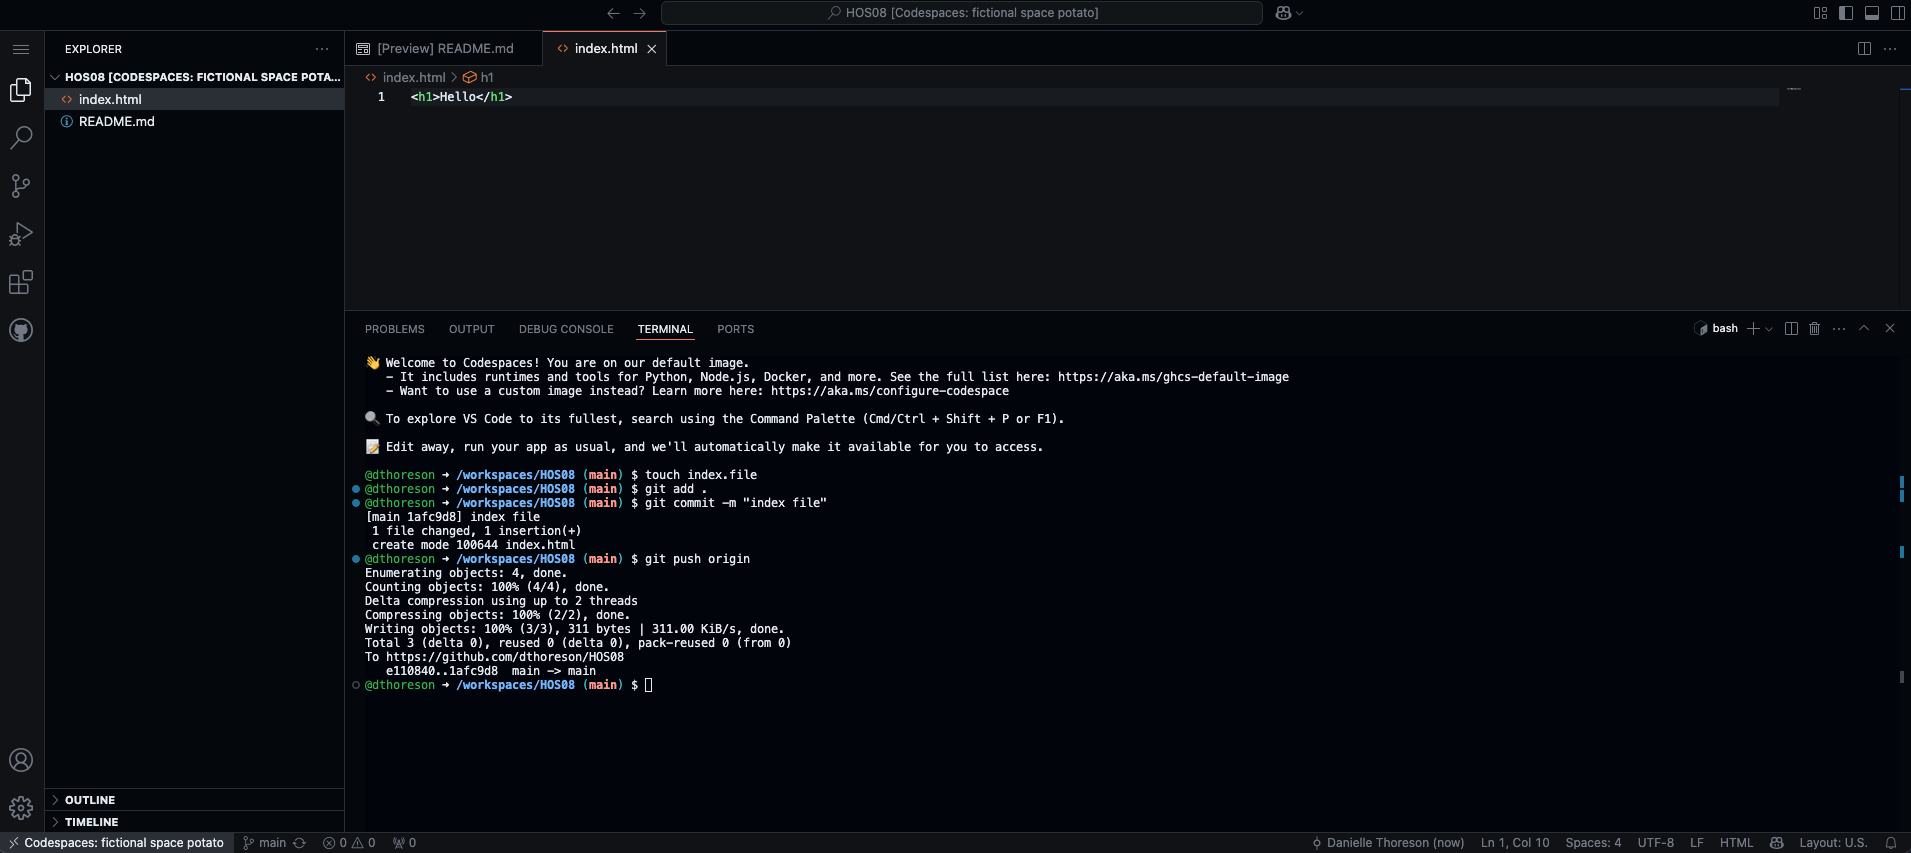 HOS08 [Codespaces: fictional space potato]
EXPLORER
HOS08 [CODESPACES: FICTIONAL SPACE POTA...
index.html
README.md
OUTLINE
TIMELINE
[Preview] README.md
index.html
index.html > h1
1 <h1>Hello</h1>
PROBLEMS OUTPUT DEBUG CONSOLE TERMINAL PORTS
bash
👋 Welcome to Codespaces! You are on our default image.
- It includes runtimes and tools for Python, Node.js, Docker, and more. See the full list here: https://aka.ms/ghcs-default-image
- Want to use a custom image instead? Learn more here: https://aka.ms/configure-codespace
🔍 To explore VS Code to its fullest, search using the Command Palette (Cmd/Ctrl + Shift + P or F1).
📝 Edit away, run your app as usual, and we'll automatically make it available for you to access.
@dthoreson ➜ /workspaces/HOS08 (main) $ touch index.file
@dthoreson ➜ /workspaces/HOS08 (main) $ git add .
@dthoreson ➜ /workspaces/HOS08 (main) $ git commit -m "index file"
[main 1afc9d8] index file
1 file changed, 1 insertion(+)
create mode 100644 index.html
@dthoreson ➜ /workspaces/HOS08 (main) $ git push origin
Enumerating objects: 4, done.
Counting objects: 100% (4/4), done.
Delta compression using up to 2 threads
Compressing objects: 100% (2/2), done.
Writing objects: 100% (3/3), 311 bytes | 311.00 KiB/s, done.
Total 3 (delta 0), reused 0 (delta 0), pack-reused 0 (from 0)
To https://github.com/dthoreson/HOS08
e110840..1afc9d8 main -> main
@dthoreson ➜ /workspaces/HOS08 (main) $
Codespaces: fictional space potato main 0 0 0 Danielle Thoreson (now) Ln 1, Col 10 Spaces: 4 UTF-8 LF HTML Layout: U.S.